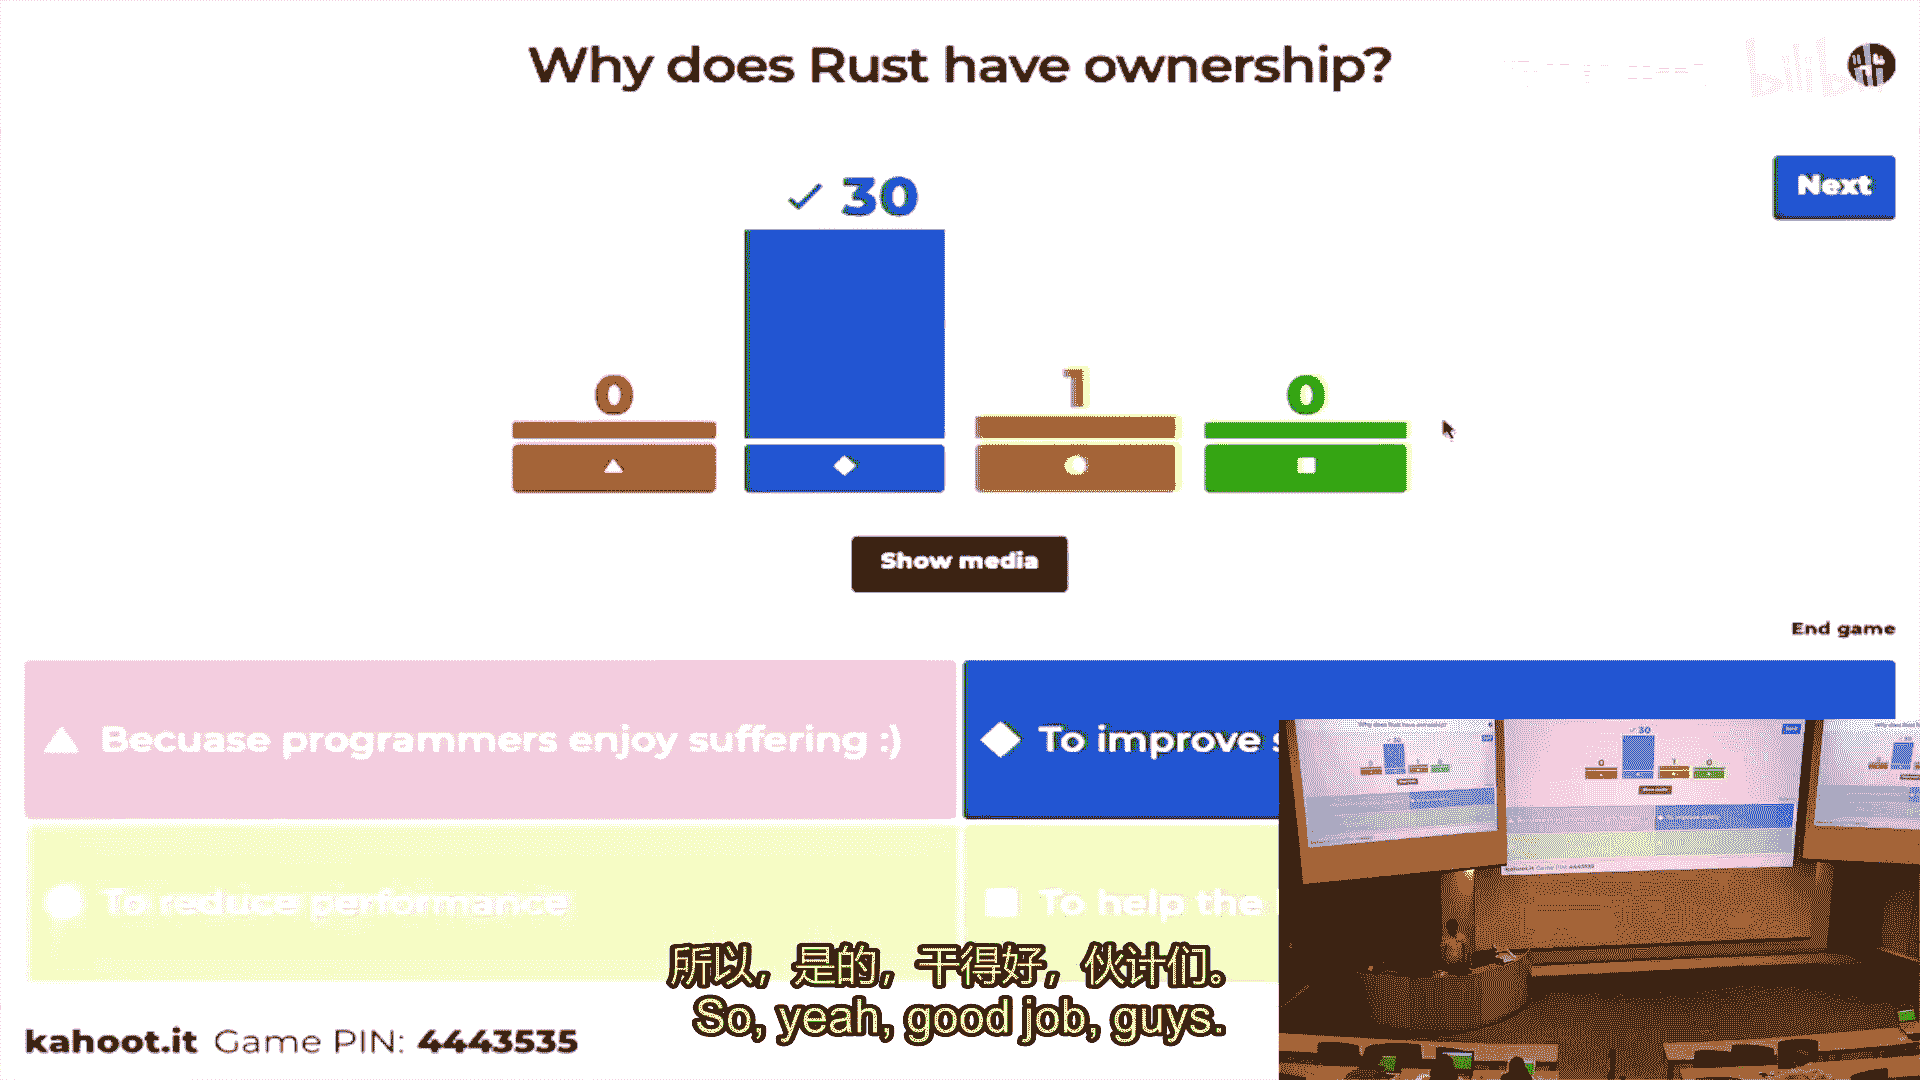 Why does Rust have ownership?
bilibili
Next
30
0
1
0
Show media
End game
Becuase programmers enjoy suffering :)
To improve
To reduce performance
To help the
所以，是的，干得好，伙计们。
So, yeah, good job, guys.
kahoot.it Game PIN: 4443535